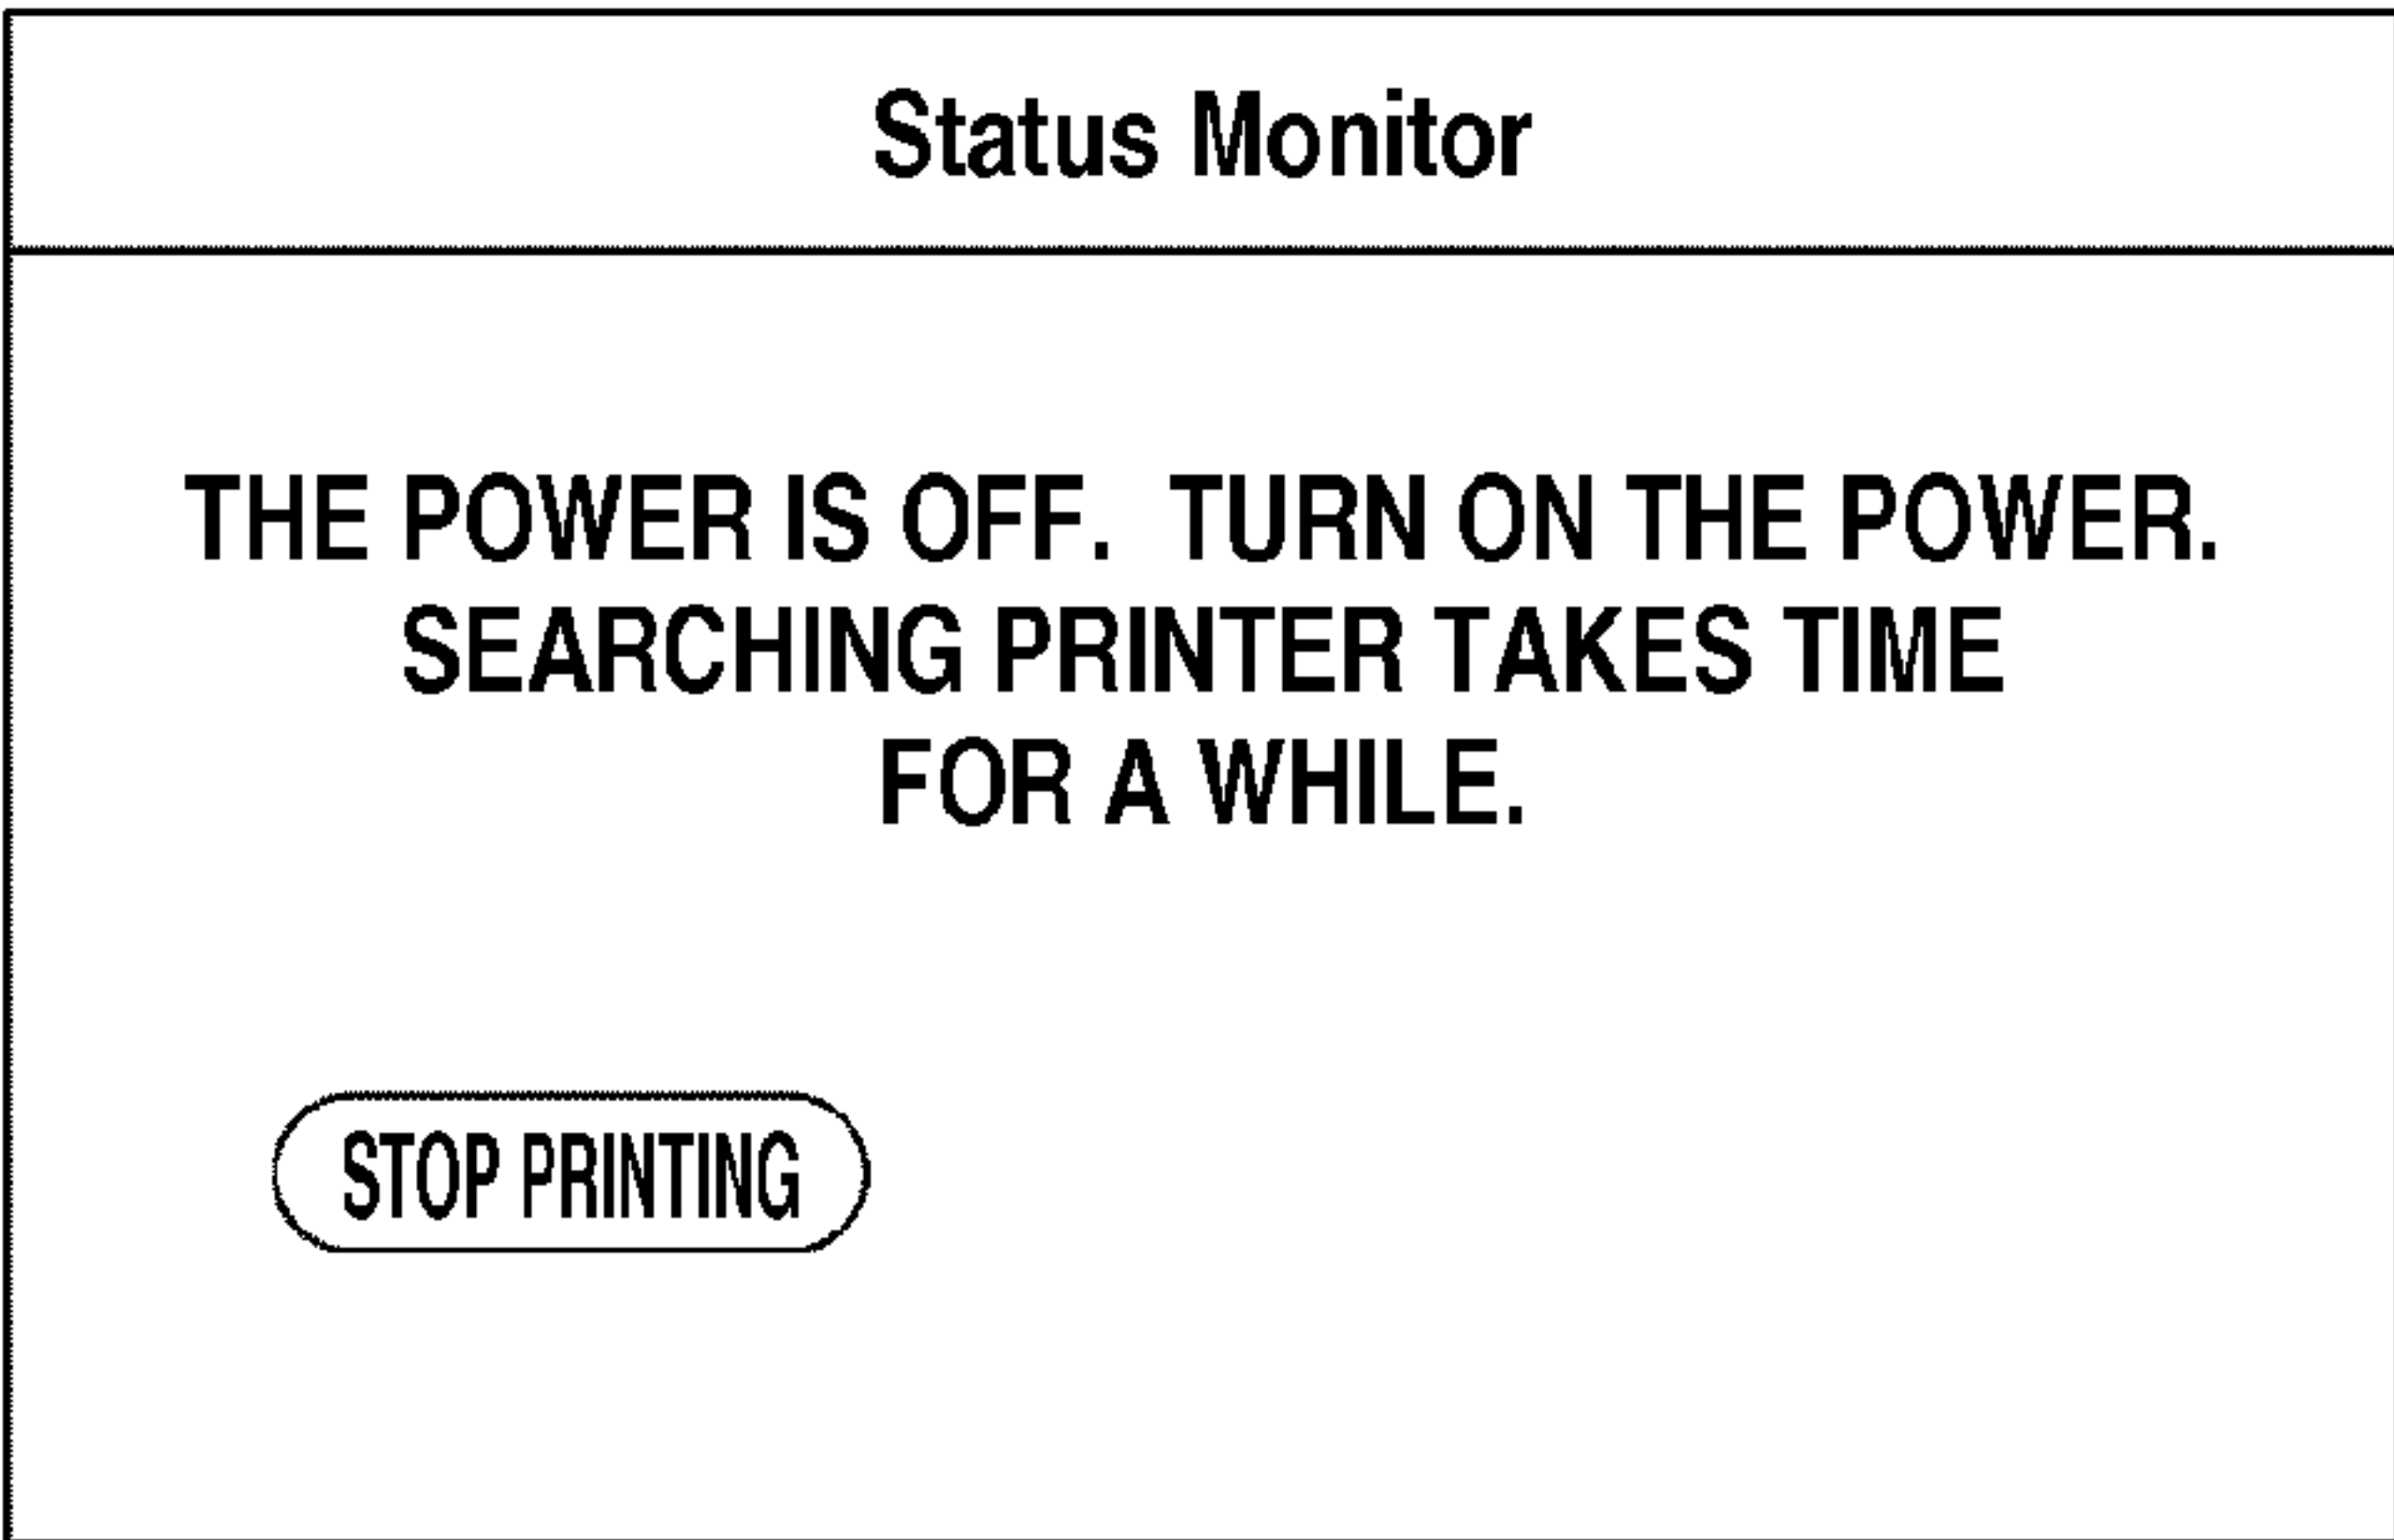 Status Monitor
THE POWER IS OFF. TURN ON THE POWER.
SEARCHING PRINTER TAKES TIME
FOR A WHILE.
STOP PRINTING